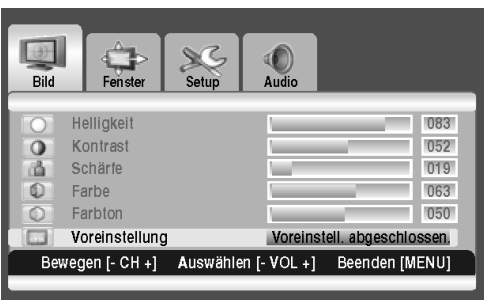 Bild Fenster Setup Audio
Helligkeit 083
Kontrast 052
Schärfe 019
Farbe 063
Farbton 050
Voreinstellung Voreinstell. abgeschlossen.
Bewegen [- CH +] Auswählen [- VOL +] Beenden [MENU]